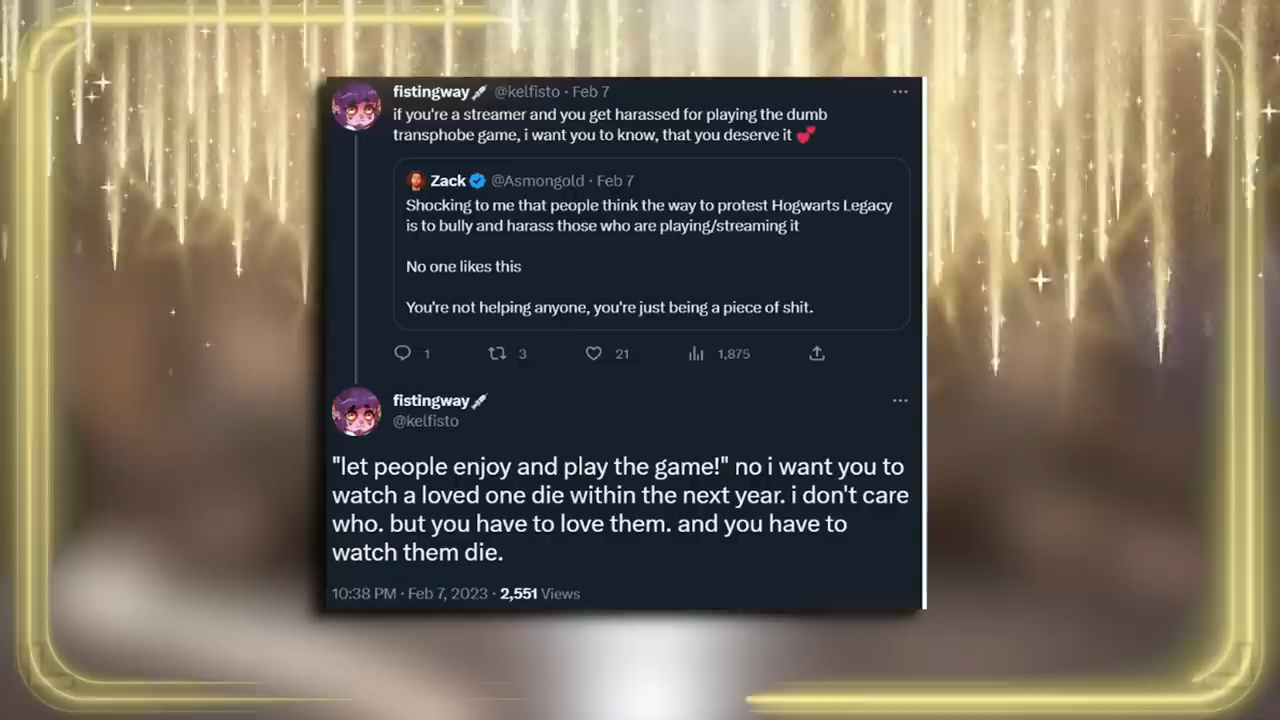 fistingway @kelfisto · Feb 7
if you're a streamer and you get harassed for playing the dumb
transphobe game, i want you to know, that you deserve it 💕
Zack @Asmongold · Feb 7
Shocking to me that people think the way to protest Hogwarts Legacy
is to bully and harass those who are playing/streaming it
No one likes this
You're not helping anyone, you're just being a piece of shit.
1 3 21 1,875
fistingway
@kelfisto
"let people enjoy and play the game!" no i want you to
watch a loved one die within the next year. i don't care
who. but you have to love them. and you have to
watch them die.
10:38 PM · Feb 7, 2023 · 2,551 Views